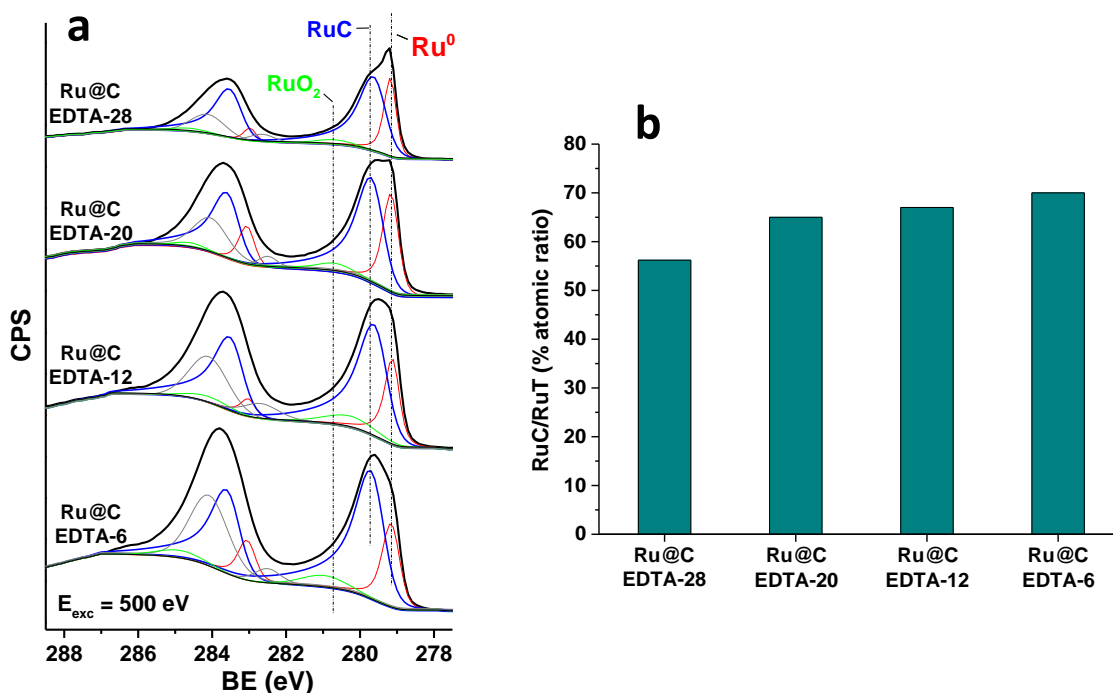 a
RuC
Ru⁰
RuO₂
Ru@C
EDTA-28
Ru@C
EDTA-20
Ru@C
EDTA-12
Ru@C
EDTA-6
E_exc = 500 eV
CPS
288 286 284 282 280 278
BE (eV)
b
RuC/RuT (% atomic ratio)
80
70
60
50
40
30
20
10
0
Ru@C Ru@C Ru@C Ru@C
EDTA-28 EDTA-20 EDTA-12 EDTA-6